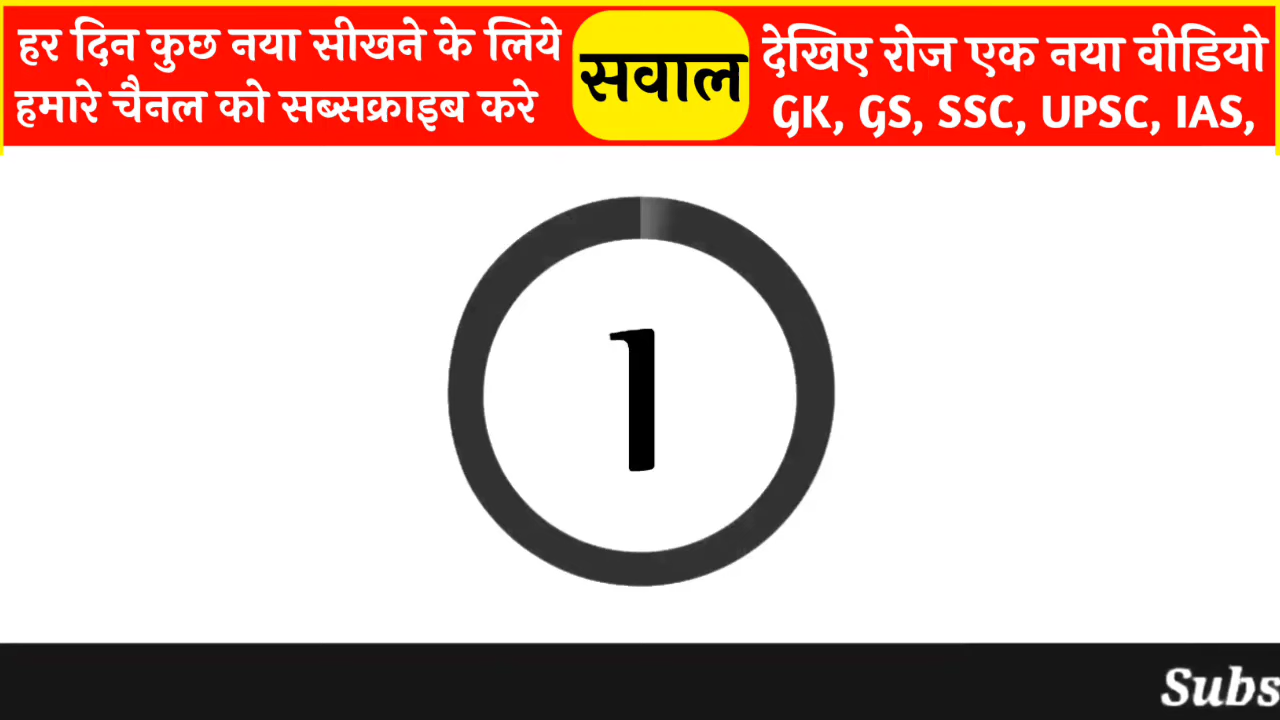 हर दिन कुछ नया सीखने के लिये
हमारे चैनल को सब्सक्राइब करे
सवाल
देखिए रोज एक नया वीडियो
GK, GS, SSC, UPSC, IAS,
1
Subs